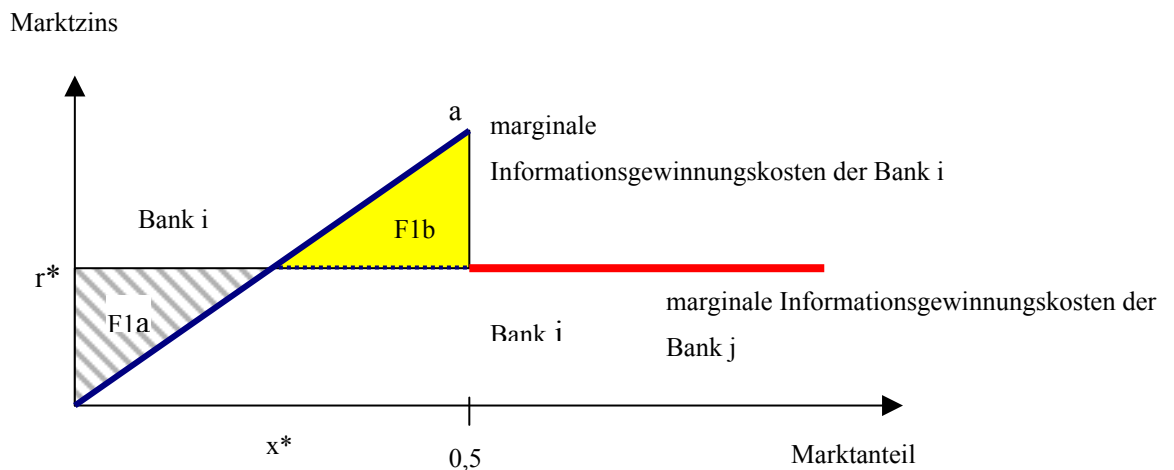 Marktzins
a
marginale
Informationsgewinnungskosten der Bank i
Bank i
F1b
r*
F1a
marginale Informationsgewinnungskosten der
Bank j
Bank j
x*
0,5
Marktanteil